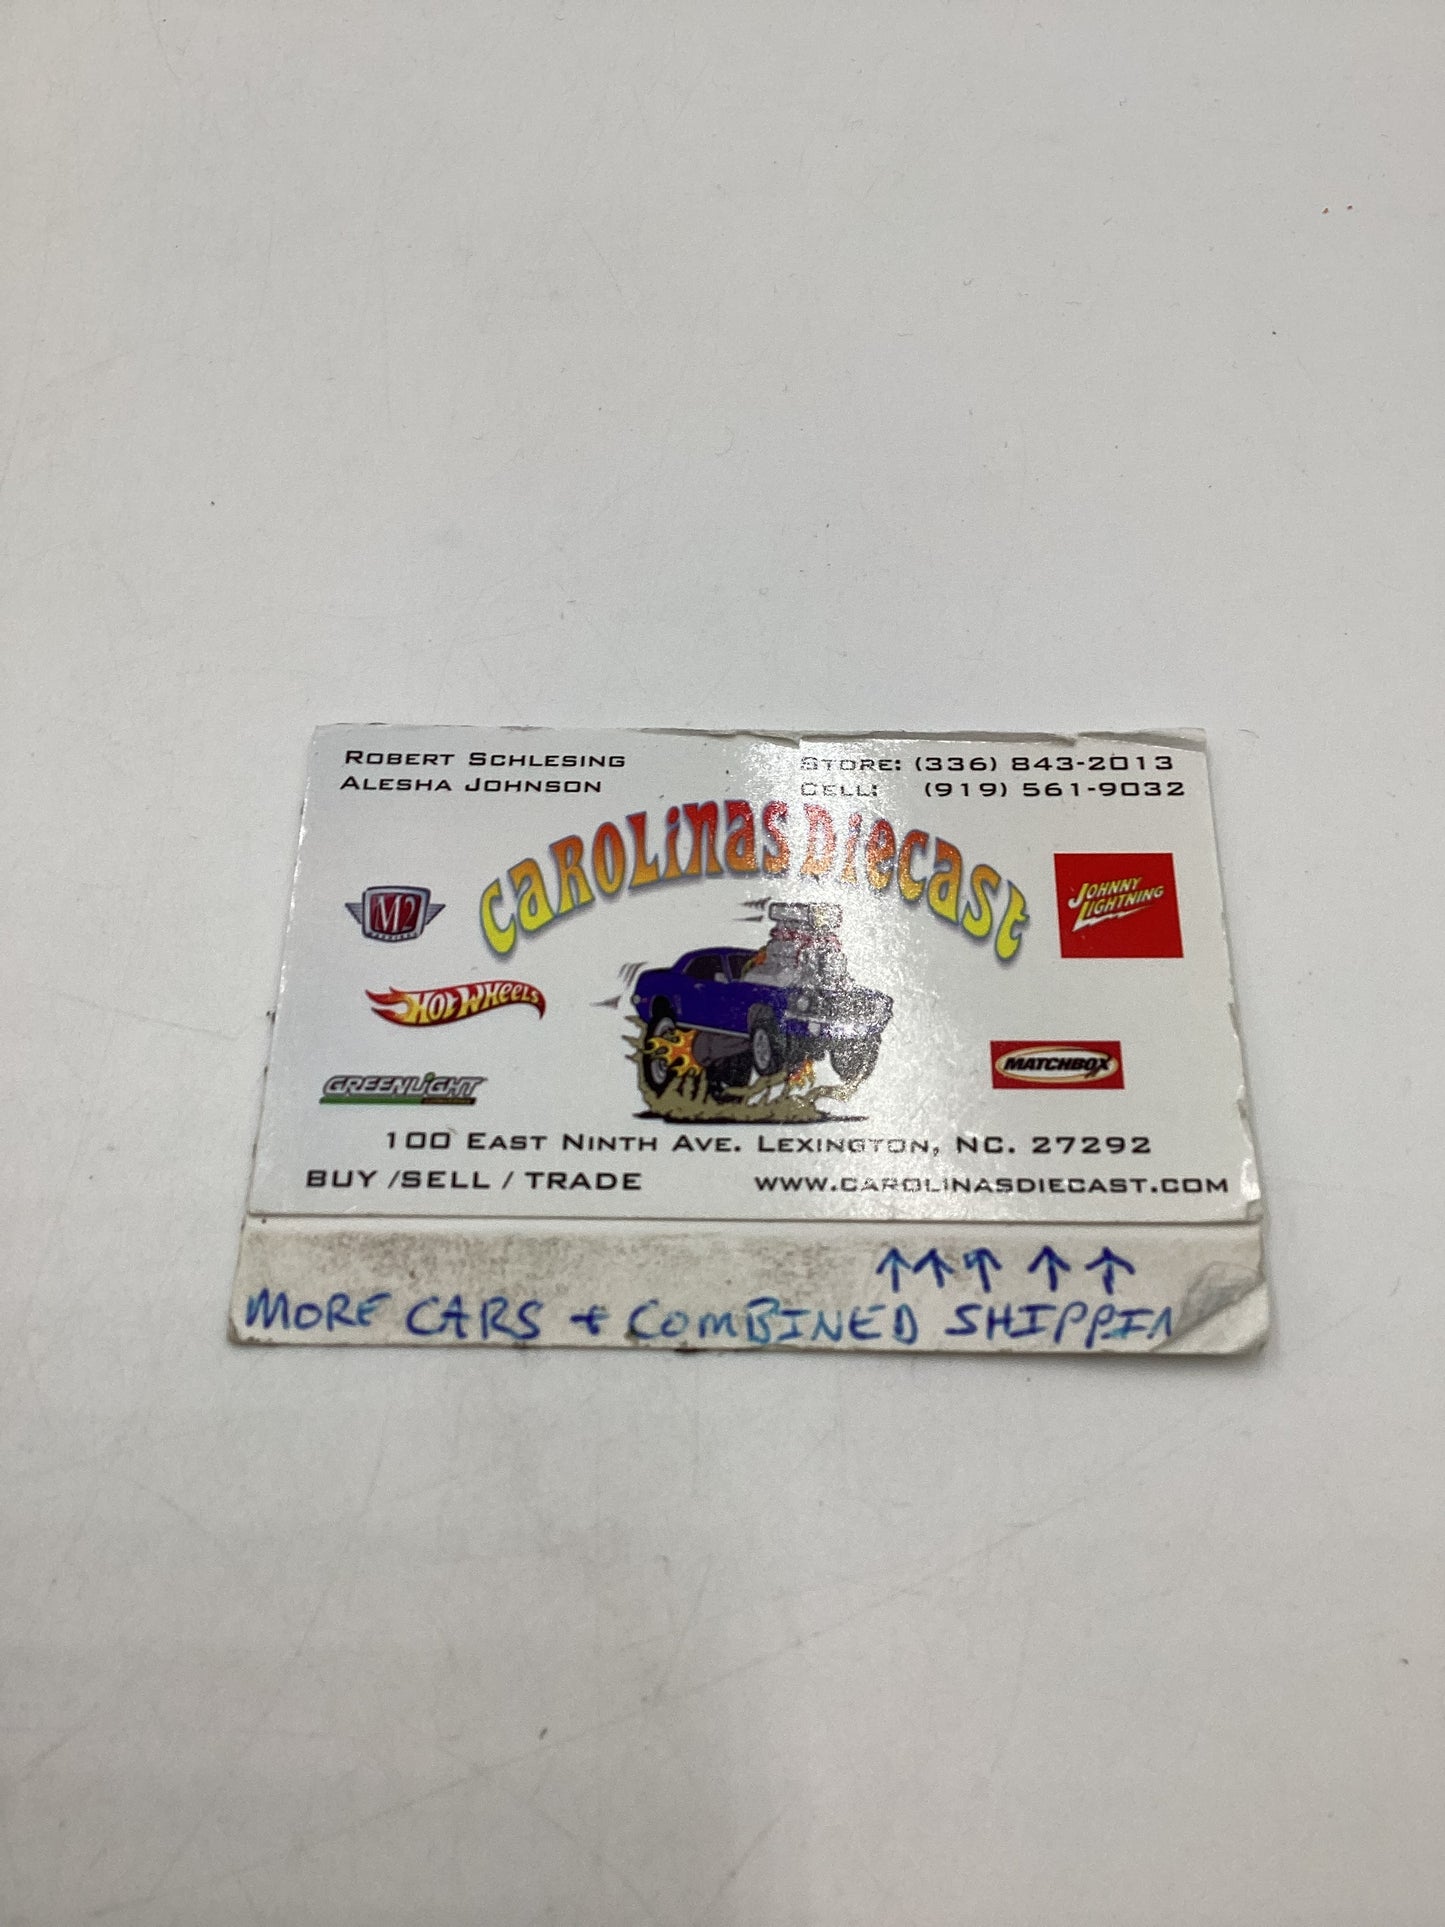 ROBERT SCHLESING
ALESHA JOHNSON
STORE: (336) 843-2013
CELL: (919) 561-9032
CAROLINAS DIECAST
M2
JOHNNY
LIGHTNING
HOT WHEELS
MATCHBOX
GREENLIGHT
100 EAST NINTH AVE. LEXINGTON, NC. 27292
BUY /SELL / TRADE
WWW.CAROLINASDIECAST.COM
↑↑↑↑↑
MORE CARS + COMBINED SHIPPIN